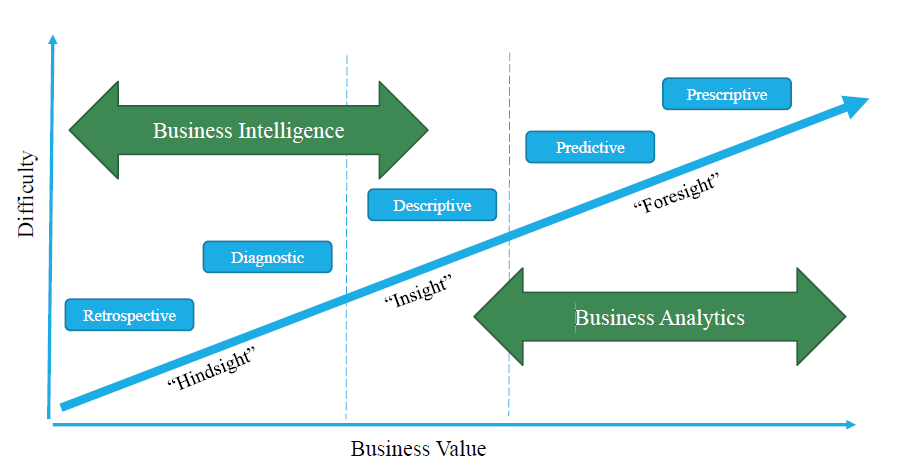 Prescriptive
Business Intelligence
Predictive
Difficulty
Descriptive
“Foresight”
Diagnostic
“Insight”
Retrospective
Business Analytics
“Hindsight”
Business Value